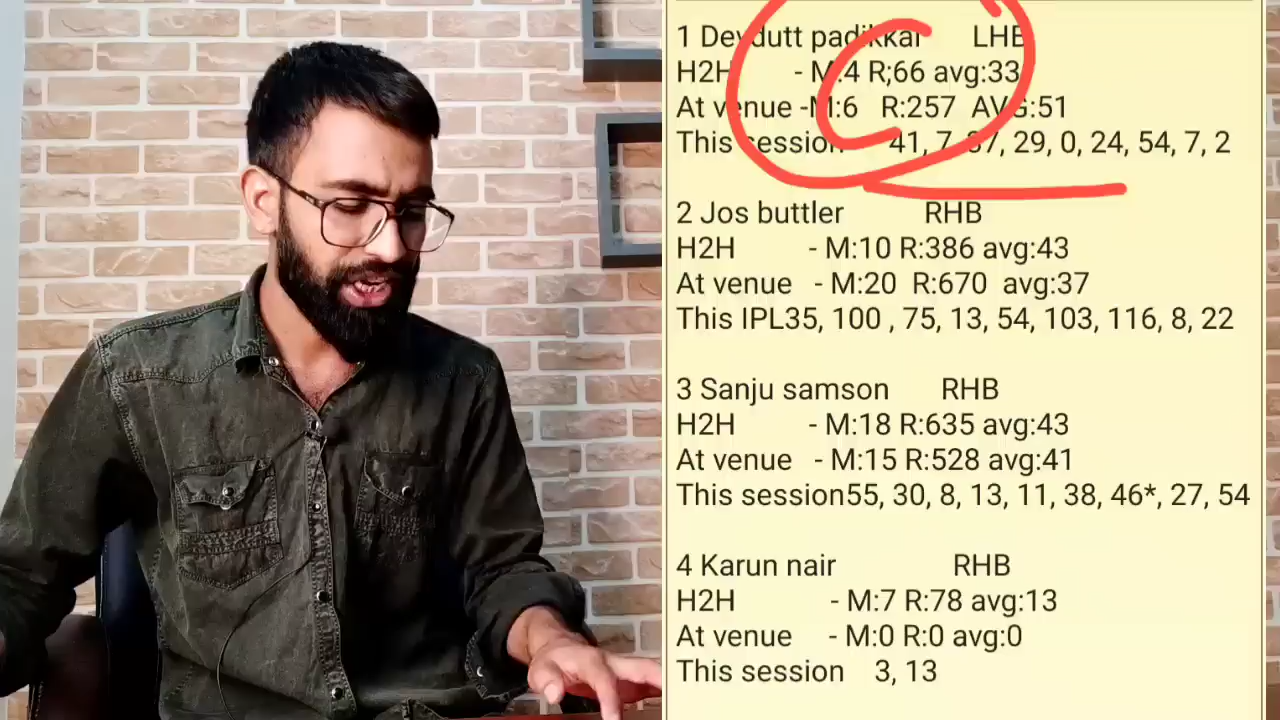 1 Devdutt padikkal LHB
H2H - M:4 R;66 avg:33
At venue -M:6 R:257 AVG:51
This session 41, 7, 37, 29, 0, 24, 54, 7, 2
2 Jos buttler RHB
H2H - M:10 R:386 avg:43
At venue - M:20 R:670 avg:37
This IPL35, 100 , 75, 13, 54, 103, 116, 8, 22
3 Sanju samson RHB
H2H - M:18 R:635 avg:43
At venue - M:15 R:528 avg:41
This session55, 30, 8, 13, 11, 38, 46*, 27, 54
4 Karun nair RHB
H2H - M:7 R:78 avg:13
At venue - M:0 R:0 avg:0
This session 3, 13